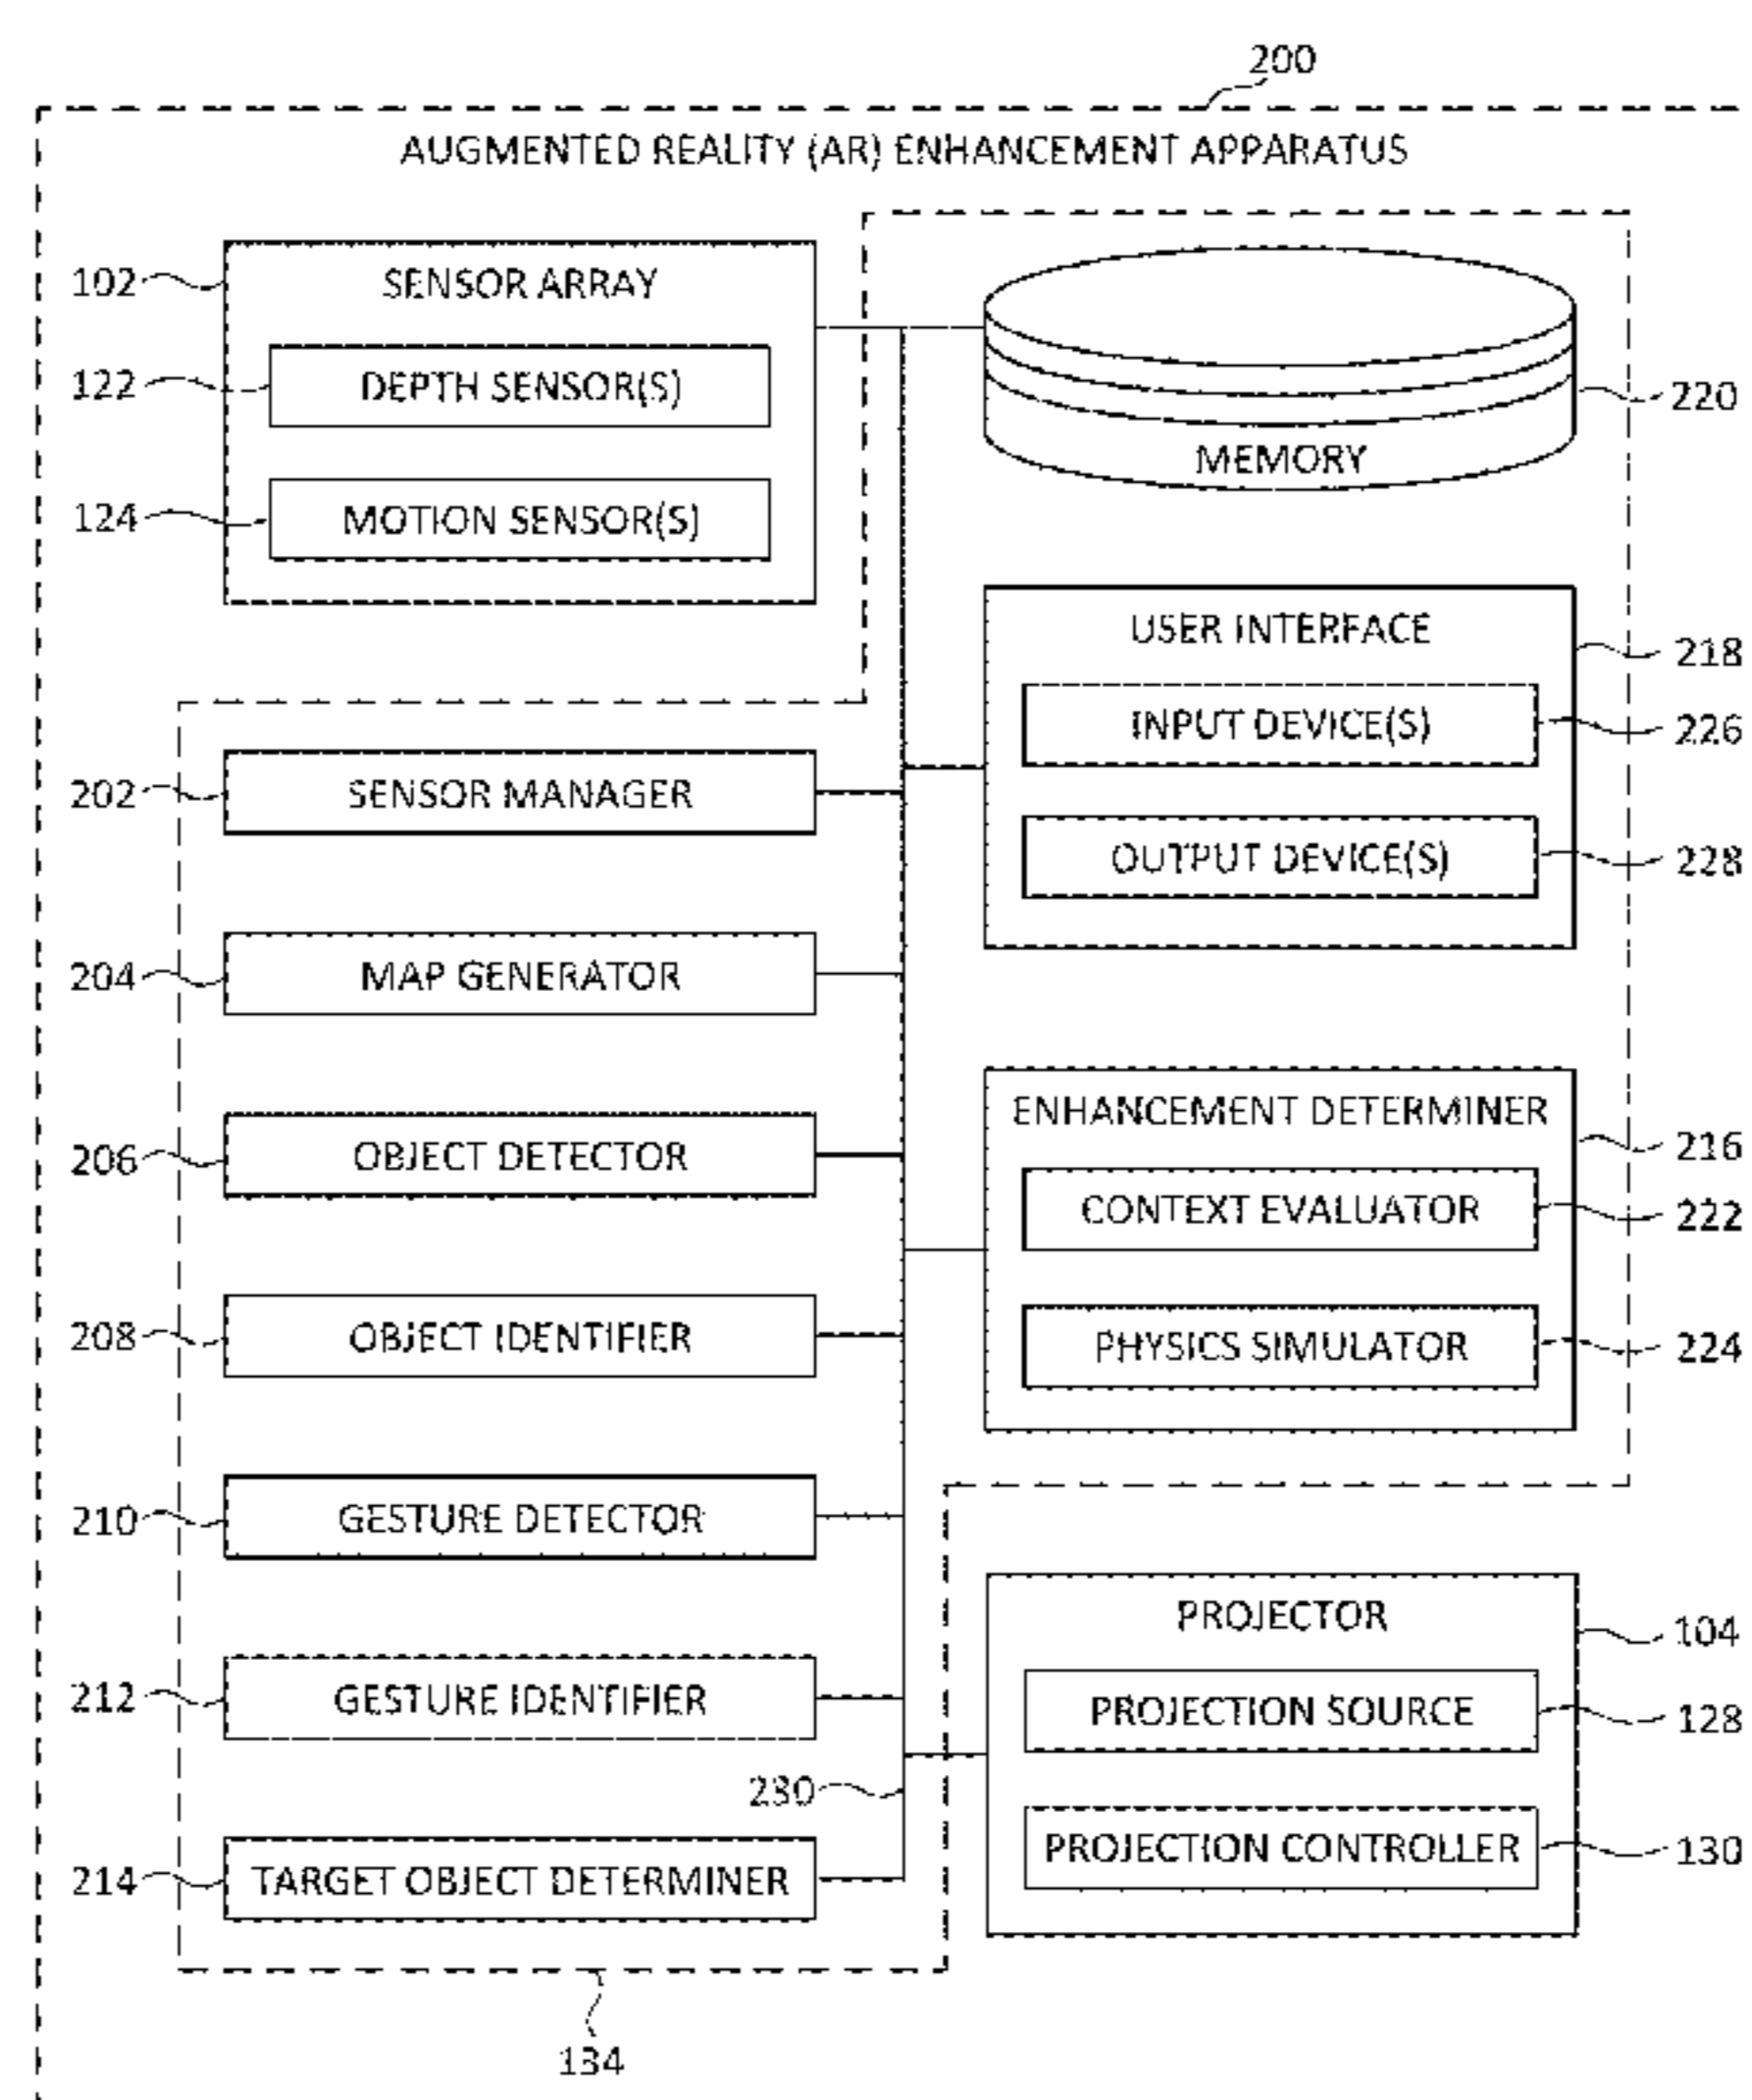 200
AUGMENTED REALITY (AR) ENHANCEMENT APPARATUS
102
SENSOR ARRAY
122
DEPTH SENSOR(S)
124
MOTION SENSOR(S)
220
MEMORY
USER INTERFACE
218
INPUT DEVICE(S)
226
OUTPUT DEVICE(S)
228
202
SENSOR MANAGER
204
MAP GENERATOR
206
OBJECT DETECTOR
208
OBJECT IDENTIFIER
210
GESTURE DETECTOR
212
GESTURE IDENTIFIER
230
214
TARGET OBJECT DETERMINER
134
ENHANCEMENT DETERMINER
216
CONTEXT EVALUATOR
222
PHYSICS SIMULATOR
224
PROJECTOR
104
PROJECTION SOURCE
128
PROJECTION CONTROLLER
130